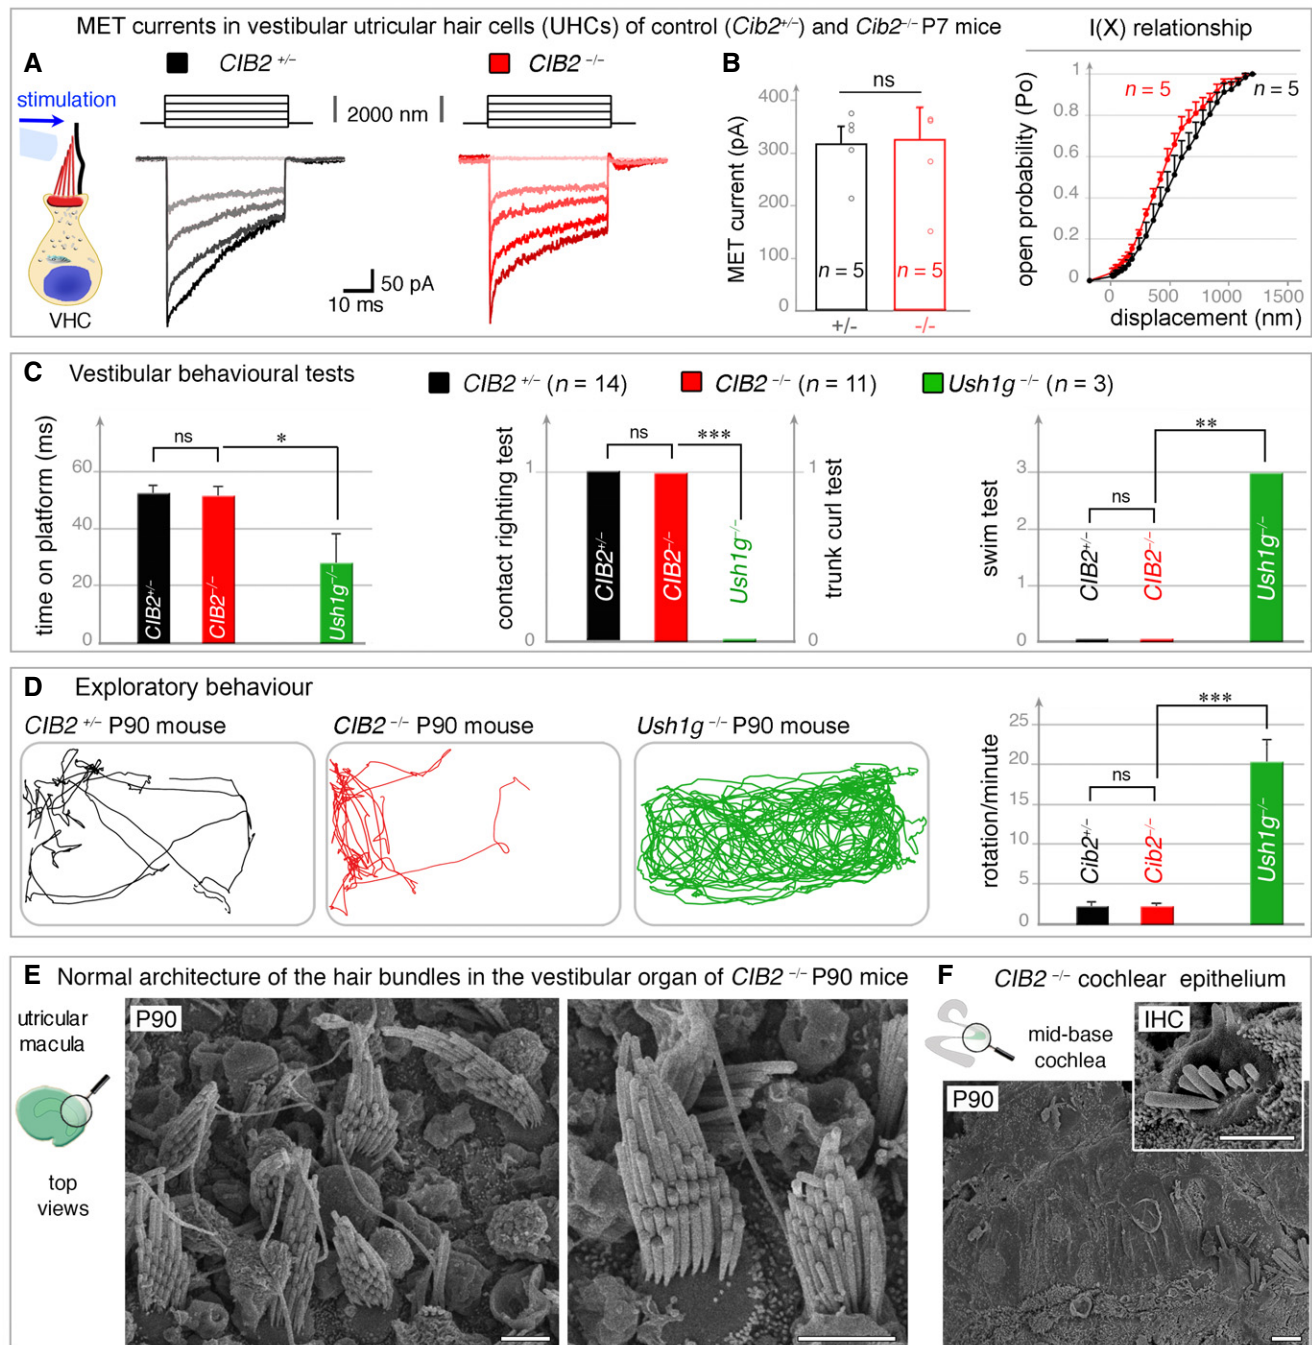 MET currents in vestibular utricular hair cells (UHCs) of control (Cib2+/-) and Cib2-/- P7 mice
I(X) relationship
A
CIB2 +/-
CIB2 -/-
stimulation
2000 nm
50 pA
10 ms
VHC
B
ns
MET current (pA)
400
300
200
100
0
n = 5
n = 5
+/-
-/-
open probability (Po)
1
0.8
0.6
0.4
0.2
0
n = 5
n = 5
0
500
1000
1500
displacement (nm)
C
Vestibular behavioural tests
CIB2 +/- (n = 14)
CIB2 -/- (n = 11)
Ush1g -/- (n = 3)
time on platform (ms)
60
40
20
0
ns
*
CIB2+/-
CIB2-/-
Ush1g-/-
contact righting test
1
0
ns
***
CIB2+/-
CIB2-/-
Ush1g-/-
1
0
trunk curl test
swim test
3
2
1
0
ns
**
CIB2+/-
CIB2-/-
Ush1g-/-
D
Exploratory behaviour
CIB2 +/- P90 mouse
CIB2 -/- P90 mouse
Ush1g -/- P90 mouse
rotation/minute
25
20
15
10
5
0
ns
***
Cib2+/-
Cib2-/-
Ush1g-/-
E
Normal architecture of the hair bundles in the vestibular organ of CIB2 -/- P90 mice
utricular
macula
top
views
P90
F
CIB2 -/- cochlear epithelium
mid-base
cochlea
IHC
P90